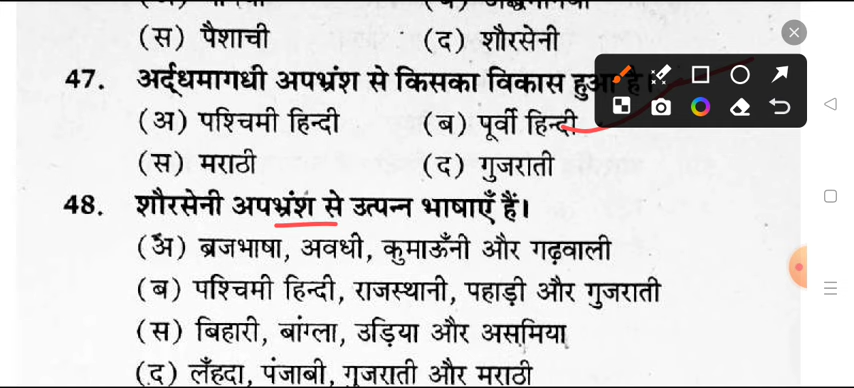 (स) पैशाची (द) शौरसेनी
47. अर्द्धमागधी अपभ्रंश से किसका विकास हुआ है।
(अ) पश्चिमी हिन्दी (ब) पूर्वी हिन्दी
(स) मराठी (द) गुजराती
48. शौरसेनी अपभ्रंश से उत्पन्न भाषाएँ हैं।
(अ) ब्रजभाषा, अवधी, कुमाऊँनी और गढ़वाली
(ब) पश्चिमी हिन्दी, राजस्थानी, पहाड़ी और गुजराती
(स) बिहारी, बांग्ला, उड़िया और असमिया
(द) लँहदा, पंजाबी, गुजराती और मराठी